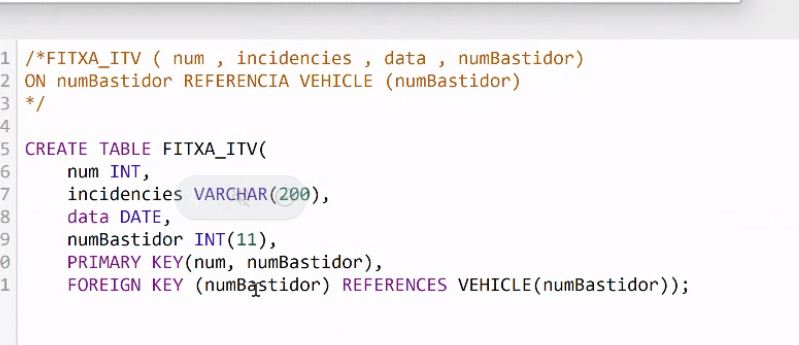 1 /*FITXA_ITV ( num , incidencies , data , numBastidor)
2 ON numBastidor REFERENCIA VEHICLE (numBastidor)
3 */
4
5 CREATE TABLE FITXA_ITV(
6 num INT,
7 incidencies VARCHAR(200),
8 data DATE,
9 numBastidor INT(11),
0 PRIMARY KEY(num, numBastidor),
1 FOREIGN KEY (numBastidor) REFERENCES VEHICLE(numBastidor));